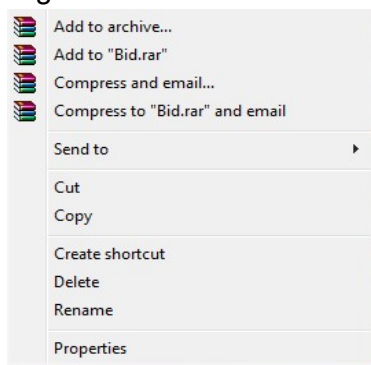 Add to archive...
Add to "Bid.rar"
Compress and email...
Compress to "Bid.rar" and email
Send to
Cut
Copy
Create shortcut
Delete
Rename
Properties